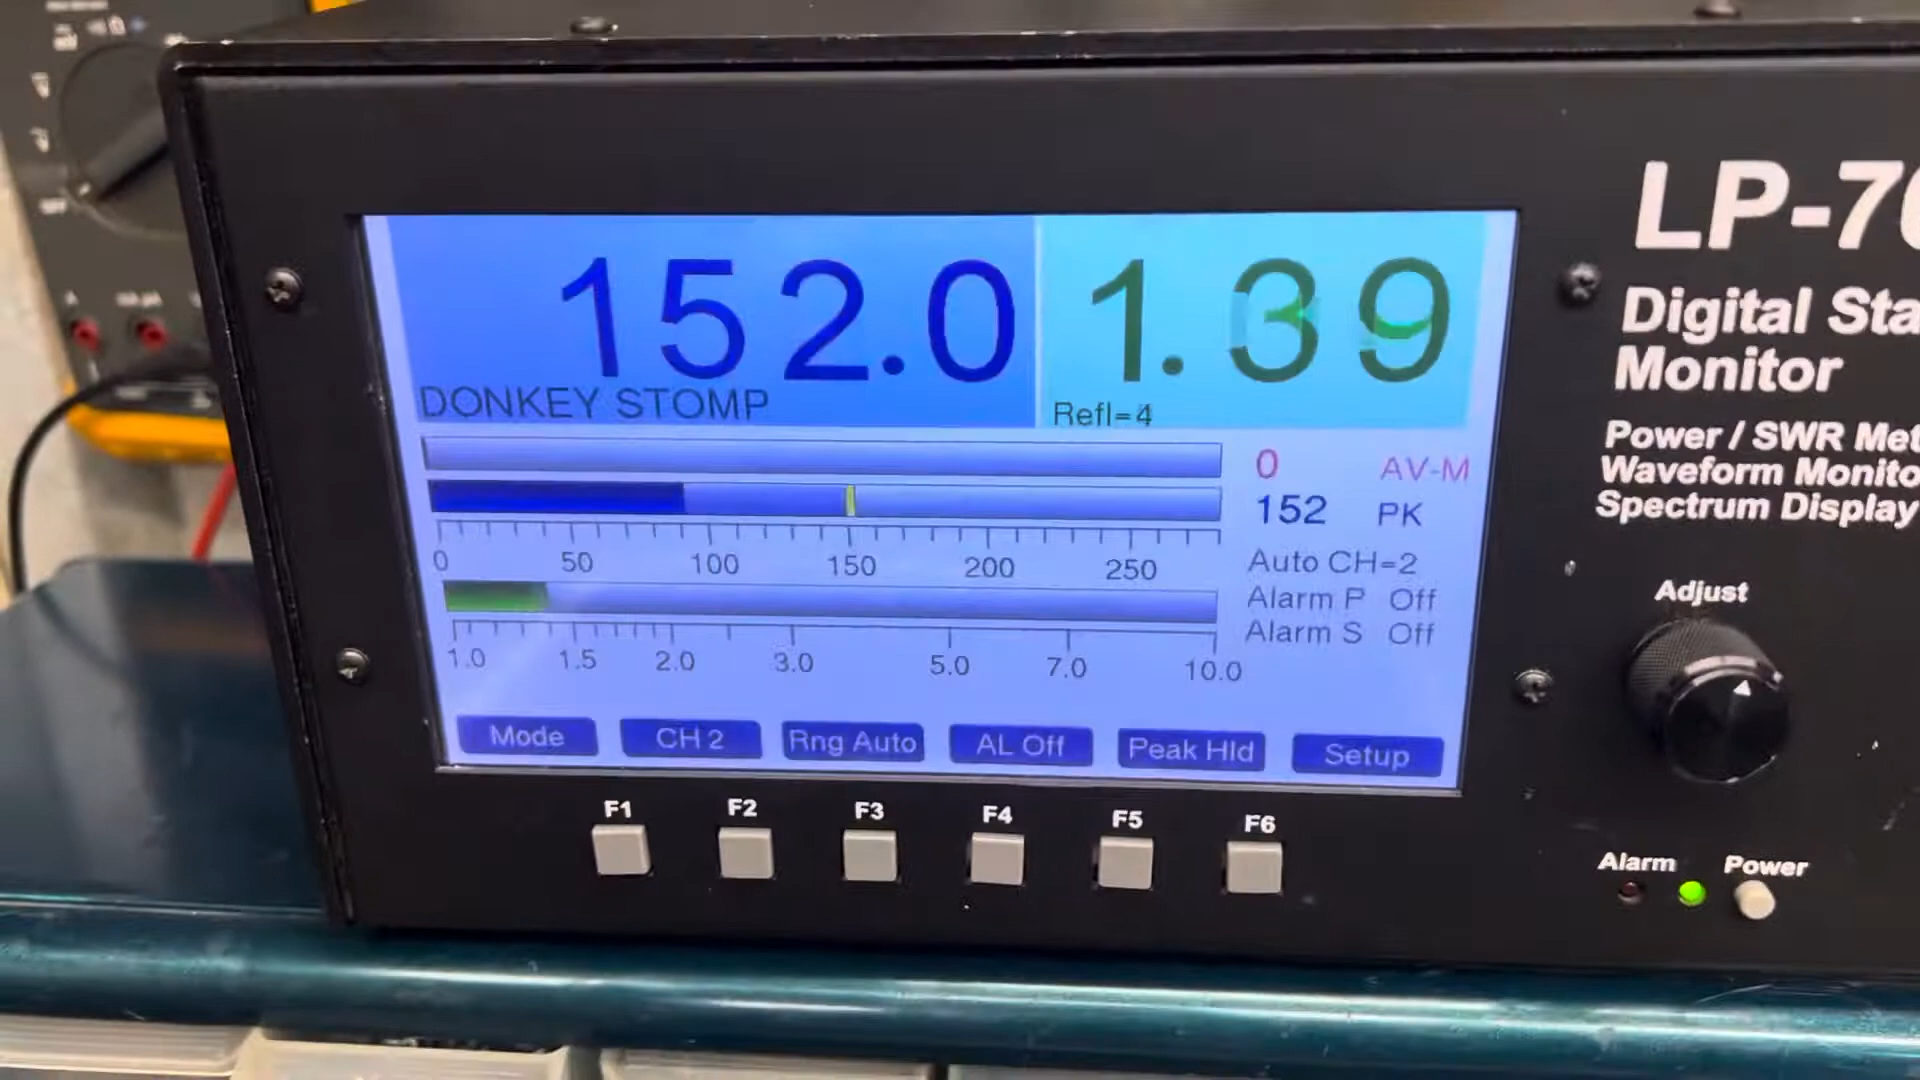 152.0
1.39
DONKEY STOMP
Refl=4
0 AV-M
152 PK
0 50 100 150 200 250
Auto CH=2
Alarm P Off
Alarm S Off
1.0 1.5 2.0 3.0 5.0 7.0 10.0
Mode CH 2 Rng Auto AL Off Peak Hld Setup
F1 F2 F3 F4 F5 F6
LP-70
Digital Sta
Monitor
Power / SWR Met
Waveform Monito
Spectrum Display
Adjust
Alarm Power